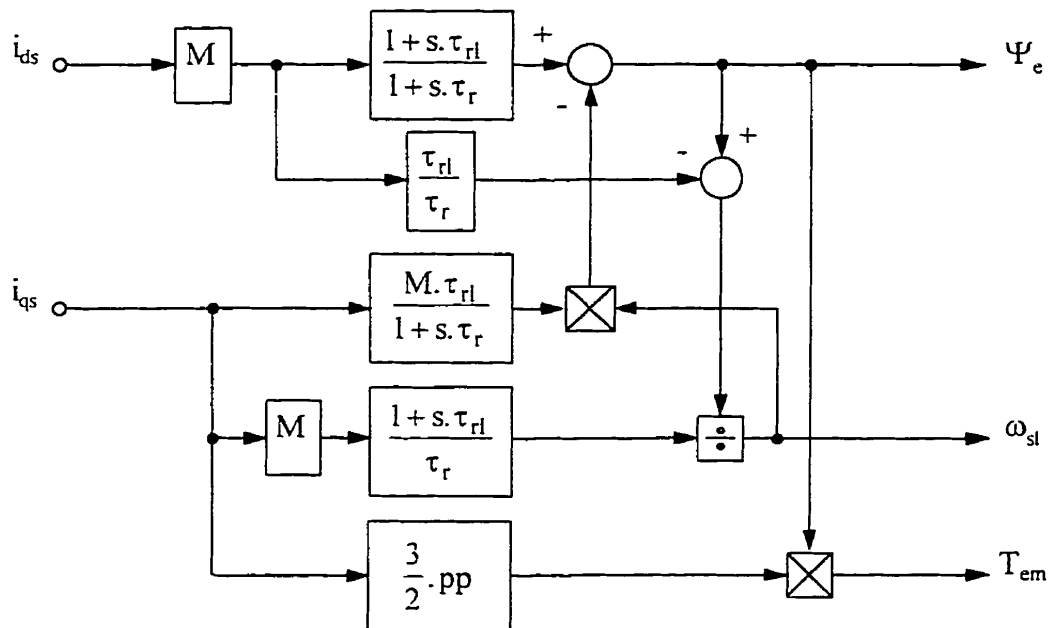 i_ds
M
1 + s.τ_rl
1 + s.τ_r
+
-
Ψ_e
τ_rl
τ_r
-
+
i_qs
M.τ_rl
1 + s.τ_r
M
1 + s.τ_rl
τ_r
÷
ω_sl
3
2
.pp
T_em